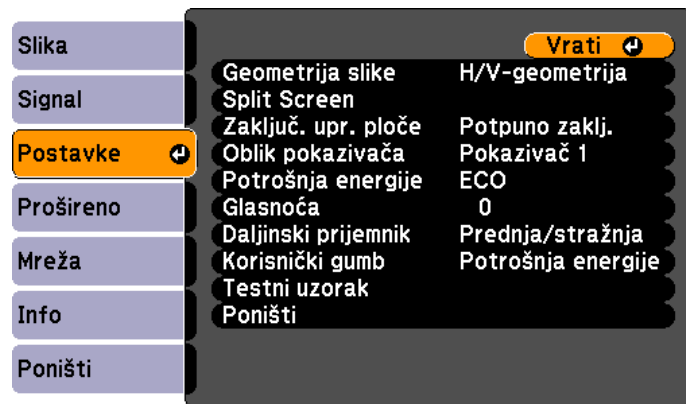 Slika
Signal
Postavke
Prošireno
Mreža
Info
Poništi
Vrati
Geometrija slike H/V-geometrija
Split Screen
Zaključ. upr. ploče Potpuno zaklj.
Oblik pokazivača Pokazivač 1
Potrošnja energije ECO
Glasnoća 0
Daljinski prijemnik Prednja/stražnja
Korisnički gumb Potrošnja energije
Testni uzorak
Poništi